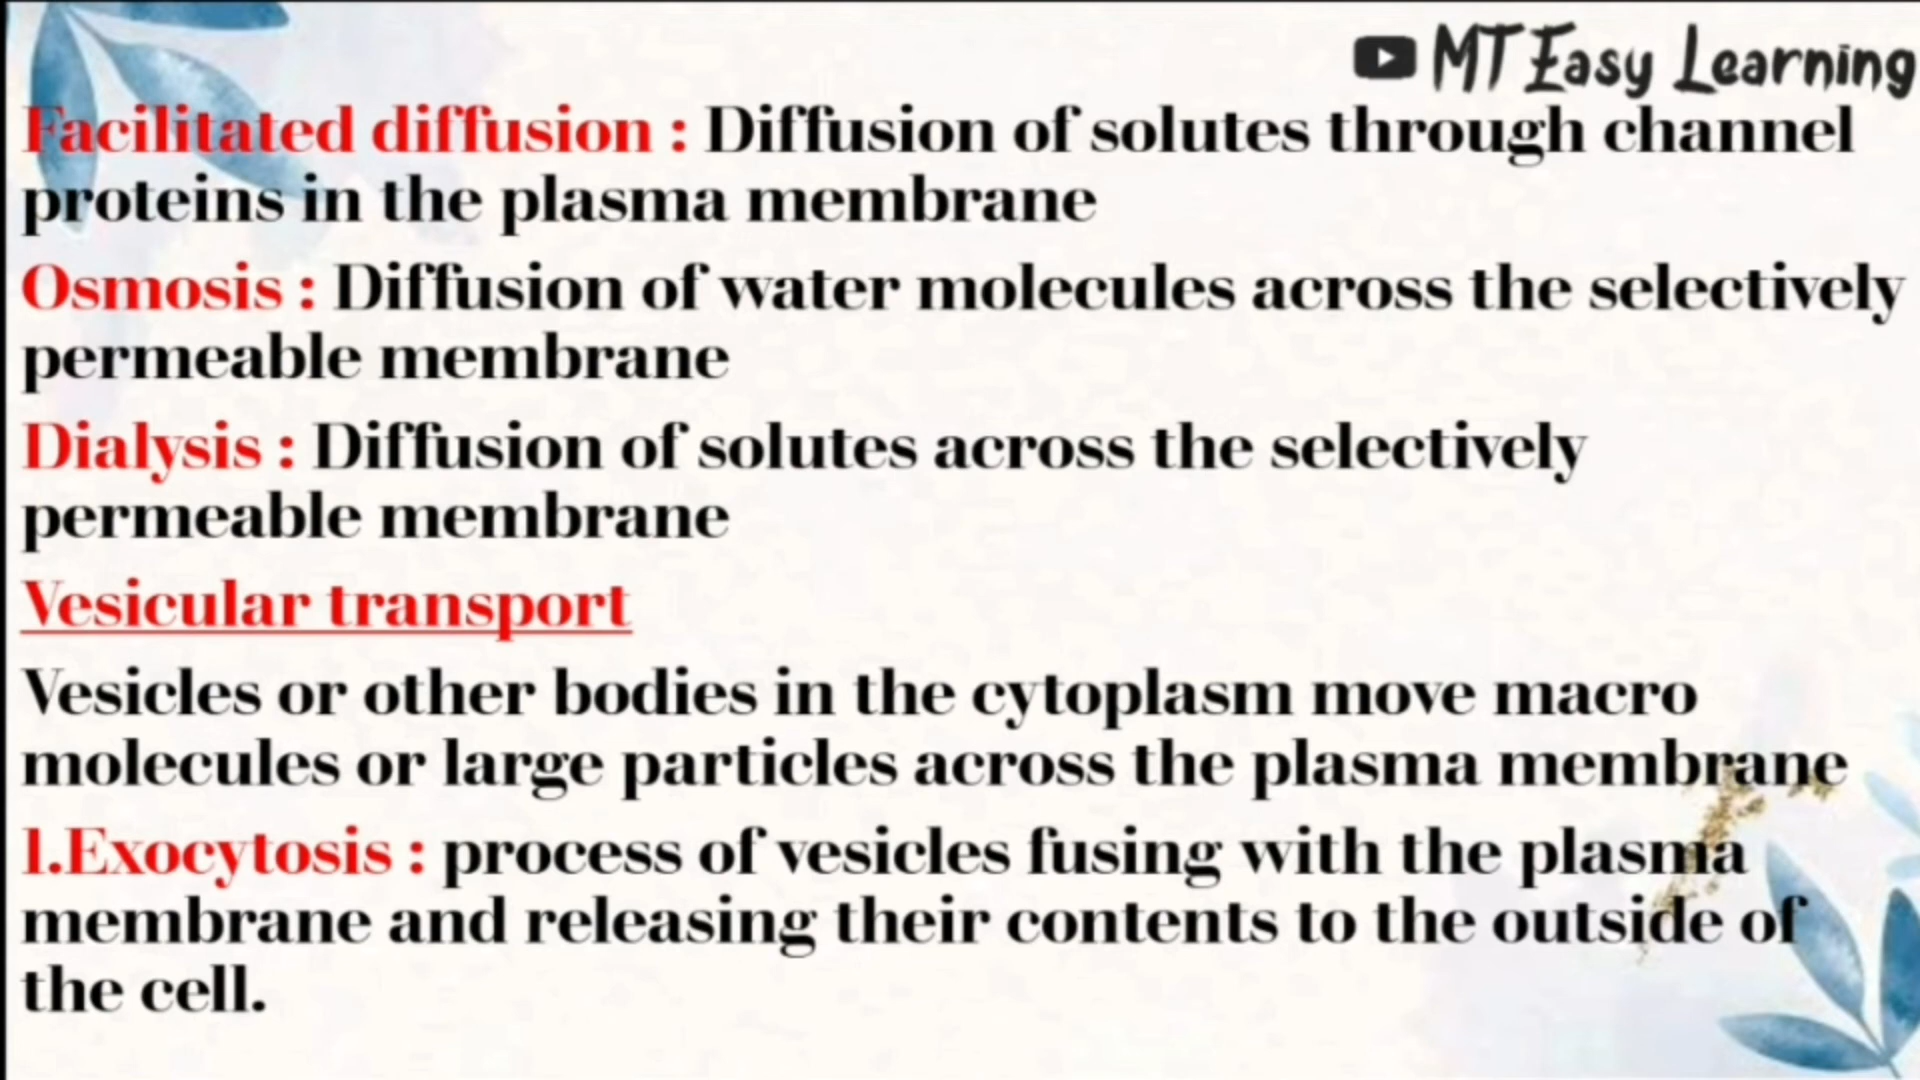 MT Easy Learning
Facilitated diffusion : Diffusion of solutes through channel
proteins in the plasma membrane
Osmosis : Diffusion of water molecules across the selectively
permeable membrane
Dialysis : Diffusion of solutes across the selectively
permeable membrane
Vesicular transport
Vesicles or other bodies in the cytoplasm move macro
molecules or large particles across the plasma membrane
1.Exocytosis : process of vesicles fusing with the plasma
membrane and releasing their contents to the outside of
the cell.